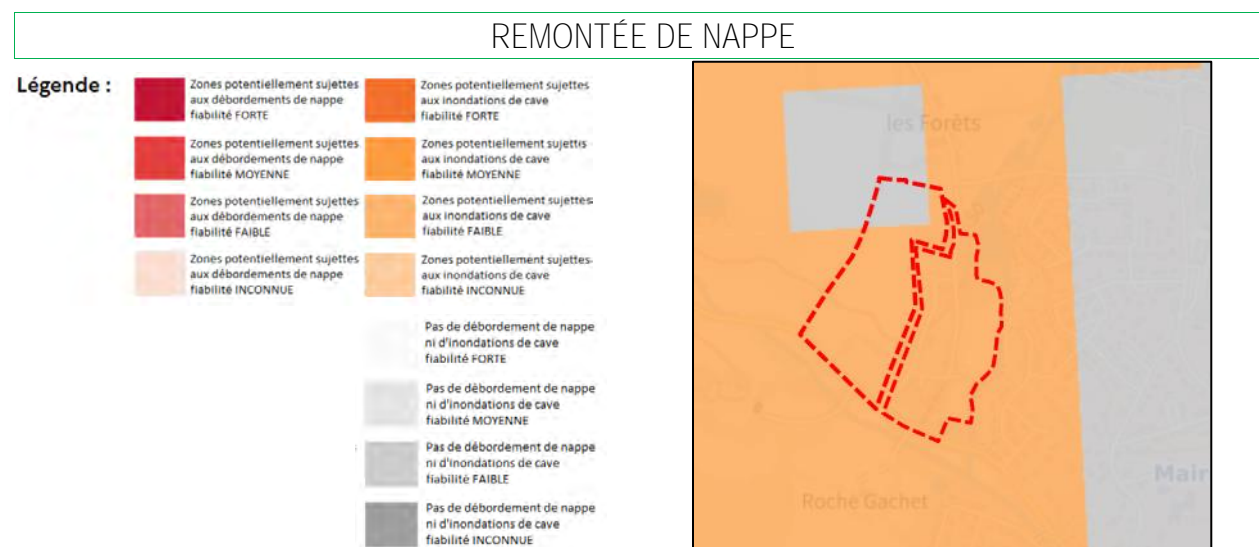 REMONTÉE DE NAPPE
Légende :
Zones potentiellement sujettes
aux débordements de nappe
fiabilité FORTE
Zones potentiellement sujettes
aux débordements de nappe
fiabilité MOYENNE
Zones potentiellement sujettes
aux débordements de nappe
fiabilité FAIBLE
Zones potentiellement sujettes
aux débordements de nappe
fiabilité INCONNUE
Zones potentiellement sujettes
aux inondations de cave
fiabilité FORTE
Zones potentiellement sujettes
aux inondations de cave
fiabilité MOYENNE
Zones potentiellement sujettes
aux inondations de cave
fiabilité FAIBLE
Zones potentiellement sujettes
aux inondations de cave
fiabilité INCONNUE
Pas de débordement de nappe
ni d'inondations de cave
fiabilité FORTE
Pas de débordement de nappe
ni d'inondations de cave
fiabilité MOYENNE
Pas de débordement de nappe
ni d'inondations de cave
fiabilité FAIBLE
Pas de débordement de nappe
ni d'inondations de cave
fiabilité INCONNUE
les Forêts
Mair
Roche Gachet